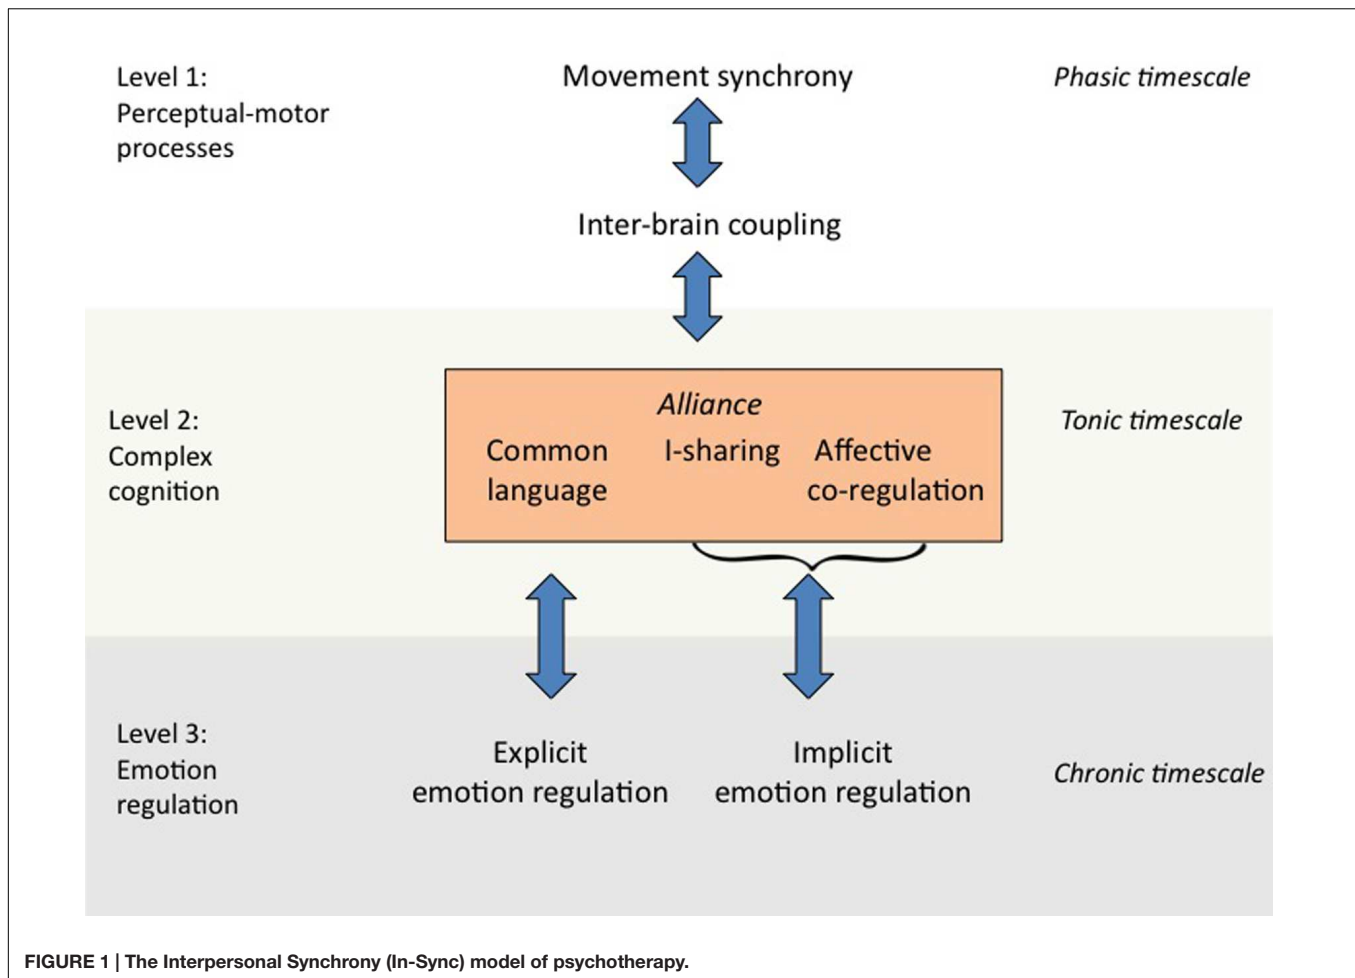 Level 1:
Perceptual-motor
processes
Movement synchrony
Phasic timescale
Inter-brain coupling
Level 2:
Complex
cognition
Alliance
Common
language
I-sharing
Affective
co-regulation
Tonic timescale
Level 3:
Emotion
regulation
Explicit
emotion regulation
Implicit
emotion regulation
Chronic timescale
FIGURE 1 | The Interpersonal Synchrony (In-Sync) model of psychotherapy.